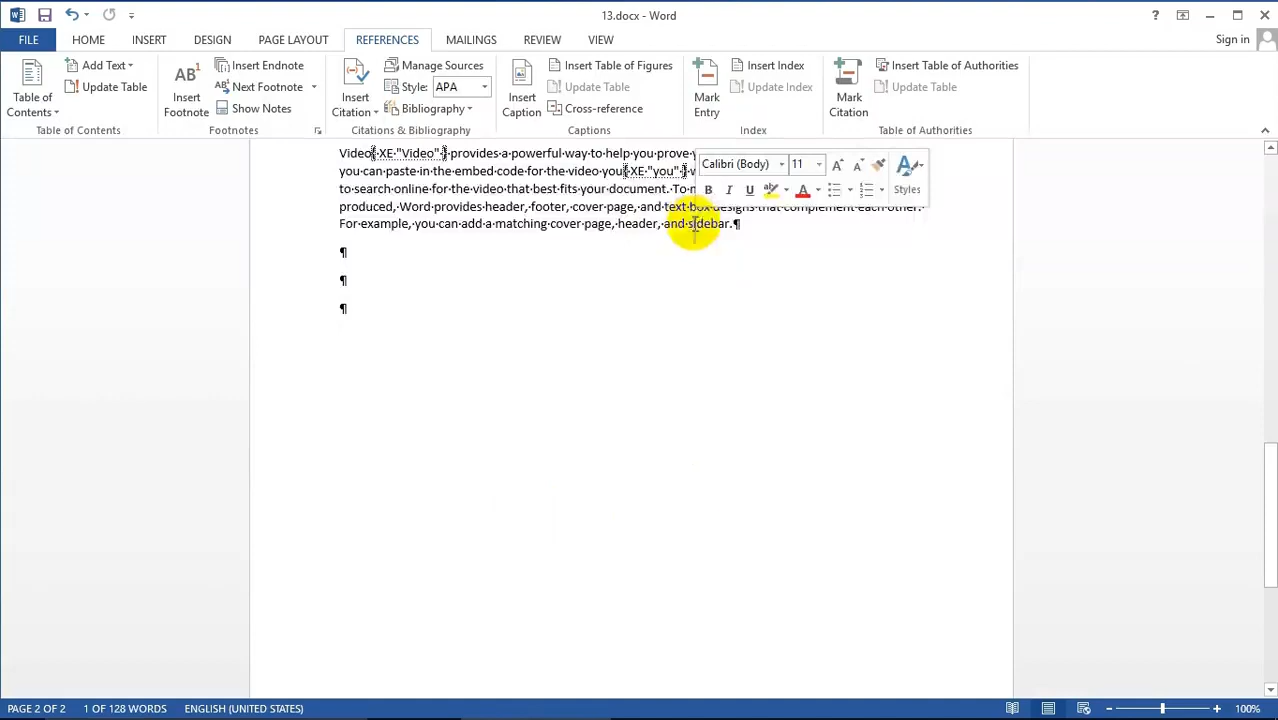 13.docx - Word
Sign in
FILE HOME INSERT DESIGN PAGE LAYOUT REFERENCES MAILINGS REVIEW VIEW
Table of Contents
Add Text
Update Table
Table of Contents
AB1
Insert Footnote
Insert Endnote
Next Footnote
Show Notes
Footnotes
Insert Citation
Manage Sources
Style: APA
Bibliography
Citations & Bibliography
Insert Caption
Insert Table of Figures
Update Table
Cross-reference
Captions
Mark Entry
Insert Index
Update Index
Index
Mark Citation
Insert Table of Authorities
Update Table
Table of Authorities
Video{·XE·"Video"·}·provides·a·powerful·way·to·help·you·prove·
you·can·paste·in·the·embed·code·for·the·video·you{·XE·"you"·}
to·search·online·for·the·video·that·best·fits·your·document.·To·
produced,·Word·provides·header,·footer,·cover·page,·and·text·box·designs·that·complement·each·other.·
For·example,·you·can·add·a·matching·cover·page,·header,·and·sidebar.¶
¶
¶
¶
Calibri (Body) 11 A A
B I U ab A Styles
PAGE 2 OF 2 1 OF 128 WORDS ENGLISH (UNITED STATES) 100%